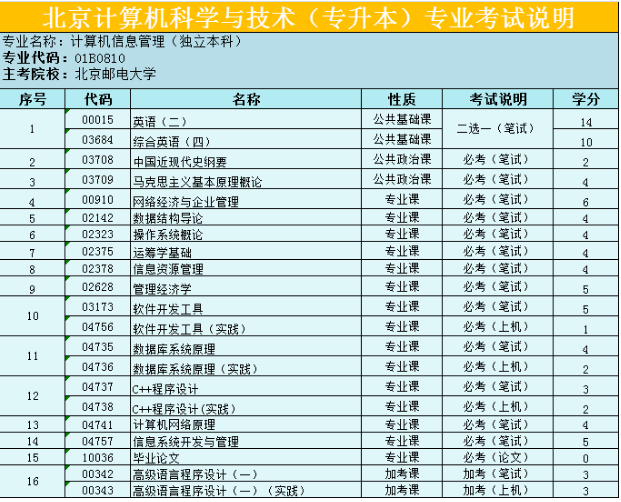 北京计算机科学与技术（专升本）专业考试说明
专业名称：计算机信息管理（独立本科）
专业代码：01B0810
主考院校：北京邮电大学
序号 代码 名称 性质 考试说明 学分
1 00015 英语（二） 公共基础课 二选一（笔试） 14
03684 综合英语（四） 公共基础课 10
2 03708 中国近现代史纲要 公共政治课 必考（笔试） 2
3 03709 马克思主义基本原理概论 公共政治课 必考（笔试） 4
4 00910 网络经济与企业管理 专业课 必考（笔试） 6
5 02142 数据结构导论 专业课 必考（笔试） 4
6 02323 操作系统概论 专业课 必考（笔试） 4
7 02375 运筹学基础 专业课 必考（笔试） 4
8 02378 信息资源管理 专业课 必考（笔试） 4
9 02628 管理经济学 专业课 必考（笔试） 5
10 03173 软件开发工具 专业课 必考（笔试） 5
04756 软件开发工具（实践） 专业课 必考（上机） 1
11 04735 数据库系统原理 专业课 必考（笔试） 4
04736 数据库系统原理（实践） 专业课 必考（上机） 2
12 04737 C++程序设计 专业课 必考（笔试） 3
04738 C++程序设计(实践） 专业课 必考（上机） 2
13 04741 计算机网络原理 专业课 必考（笔试） 4
14 04757 信息系统开发与管理 专业课 必考（笔试） 5
15 10036 毕业论文 专业课 必考（论文） 0
16 00342 高级语言程序设计（一） 加考课 加考（笔试） 3
00343 高级语言程序设计（一）（实践） 加考课 加考（上机） 3